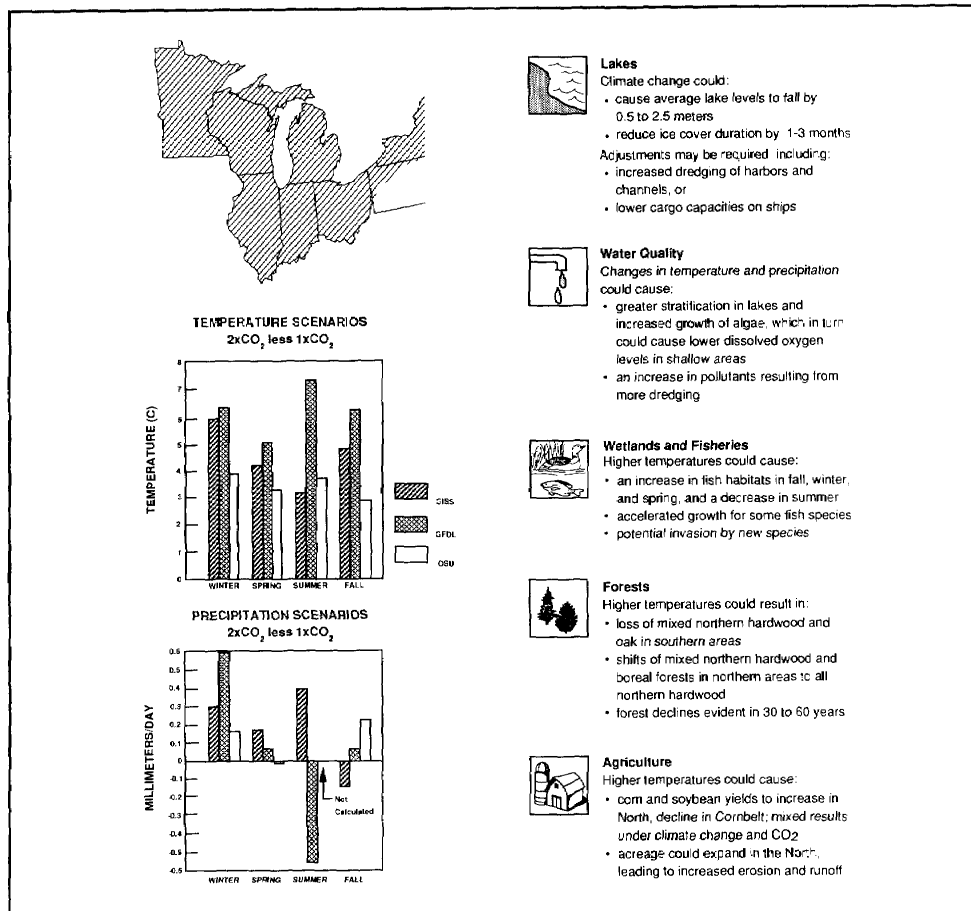 TEMPERATURE SCENARIOS
2xCO2 less 1xCO2
TEMPERATURE (C)
8
7
6
5
4
3
2
1
0
WINTER SPRING SUMMER FALL
GISS
GFDL
OSU
PRECIPITATION SCENARIOS
2xCO2 less 1xCO2
MILLIMETERS/DAY
0.6
0.5
0.4
0.3
0.2
0.1
0
-0.1
-0.2
-0.3
-0.4
-0.5
Not
Calculated
WINTER SPRING SUMMER FALL
Lakes
Climate change could:
• cause average lake levels to fall by
0.5 to 2.5 meters
• reduce ice cover duration by 1-3 months
Adjustments may be required including:
• increased dredging of harbors and
channels, or
• lower cargo capacities on ships
Water Quality
Changes in temperature and precipitation
could cause:
• greater stratification in lakes and
increased growth of algae, which in turn
could cause lower dissolved oxygen
levels in shallow areas
• an increase in pollutants resulting from
more dredging
Wetlands and Fisheries
Higher temperatures could cause:
• an increase in fish habitats in fall, winter,
and spring, and a decrease in summer
• accelerated growth for some fish species
• potential invasion by new species
Forests
Higher temperatures could result in:
• loss of mixed northern hardwood and
oak in southern areas
• shifts of mixed northern hardwood and
boreal forests in northern areas to all
northern hardwood
• forest declines evident in 30 to 60 years
Agriculture
Higher temperatures could cause:
• corn and soybean yields to increase in
North, decline in Cornbelt; mixed results
under climate change and CO2
• acreage could expand in the North,
leading to increased erosion and runoff